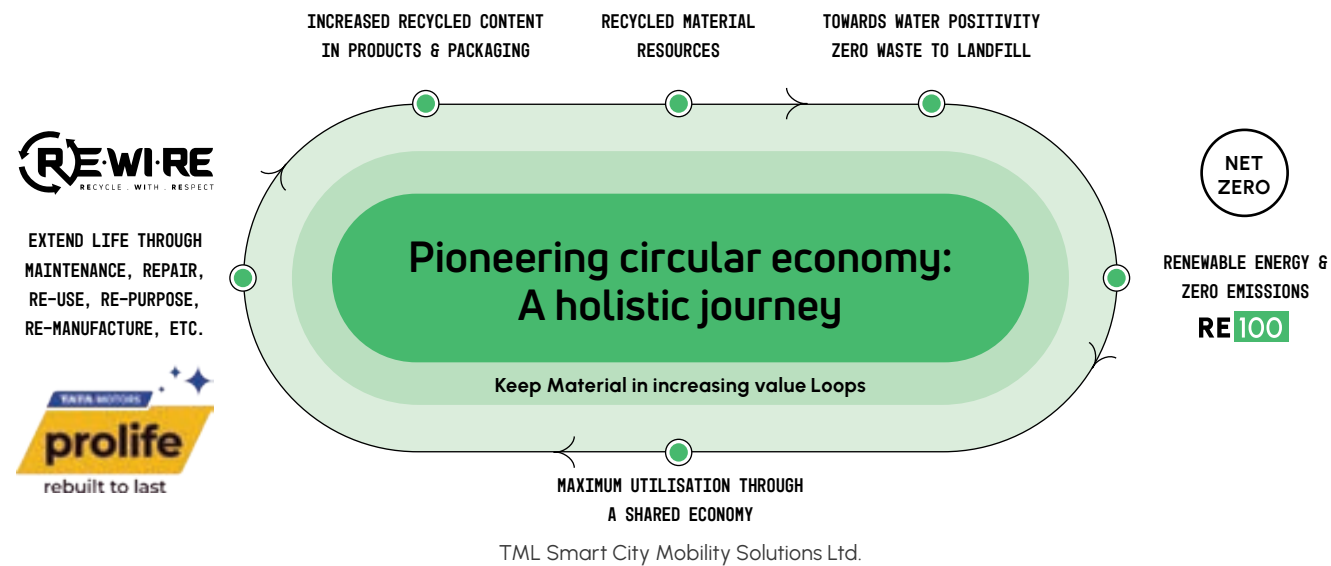 INCREASED RECYCLED CONTENT
IN PRODUCTS & PACKAGING
RECYCLED MATERIAL
RESOURCES
TOWARDS WATER POSITIVITY
ZERO WASTE TO LANDFILL
RE·WI·RE
RECYCLE . WITH . RESPECT
EXTEND LIFE THROUGH
MAINTENANCE, REPAIR,
RE-USE, RE-PURPOSE,
RE-MANUFACTURE, ETC.
TATA MOTORS
prolife
rebuilt to last
Pioneering circular economy:
A holistic journey
Keep Material in increasing value Loops
NET
ZERO
RENEWABLE ENERGY &
ZERO EMISSIONS
RE100
MAXIMUM UTILISATION THROUGH
A SHARED ECONOMY
TML Smart City Mobility Solutions Ltd.